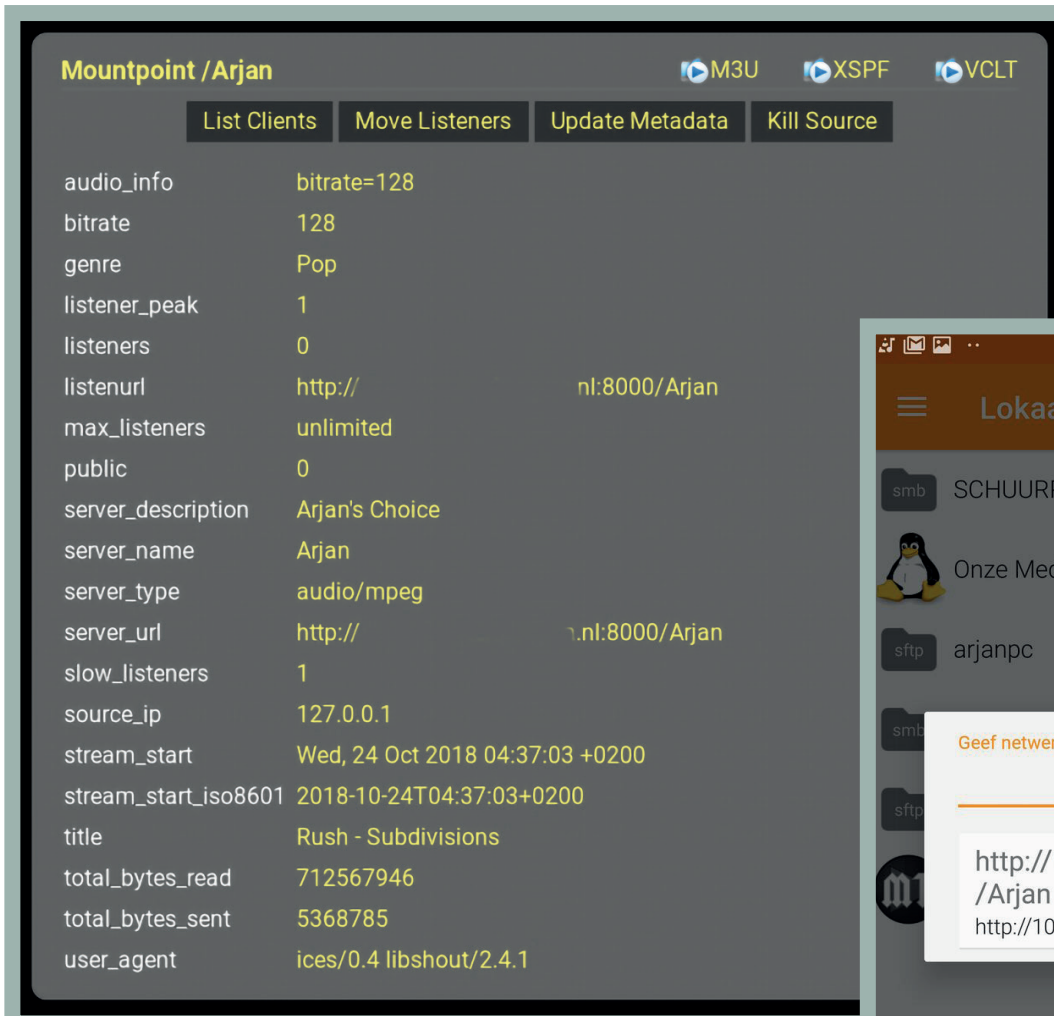 Mountpoint /Arjan M3U XSPF VCLT
List Clients Move Listeners Update Metadata Kill Source
audio_info bitrate=128
bitrate 128
genre Pop
listener_peak 1
listeners 0
listenurl http:// nl:8000/Arjan
max_listeners unlimited
public 0
server_description Arjan's Choice
server_name Arjan
server_type audio/mpeg
server_url http:// .nl:8000/Arjan
slow_listeners 1
source_ip 127.0.0.1
stream_start Wed, 24 Oct 2018 04:37:03 +0200
stream_start_iso8601 2018-10-24T04:37:03+0200
title Rush - Subdivisions
total_bytes_read 712567946
total_bytes_sent 5368785
user_agent ices/0.4 libshout/2.4.1
smb
Onze
sftp arjanpc
smb
Geef
sftp
http://
/Arjan
http://10